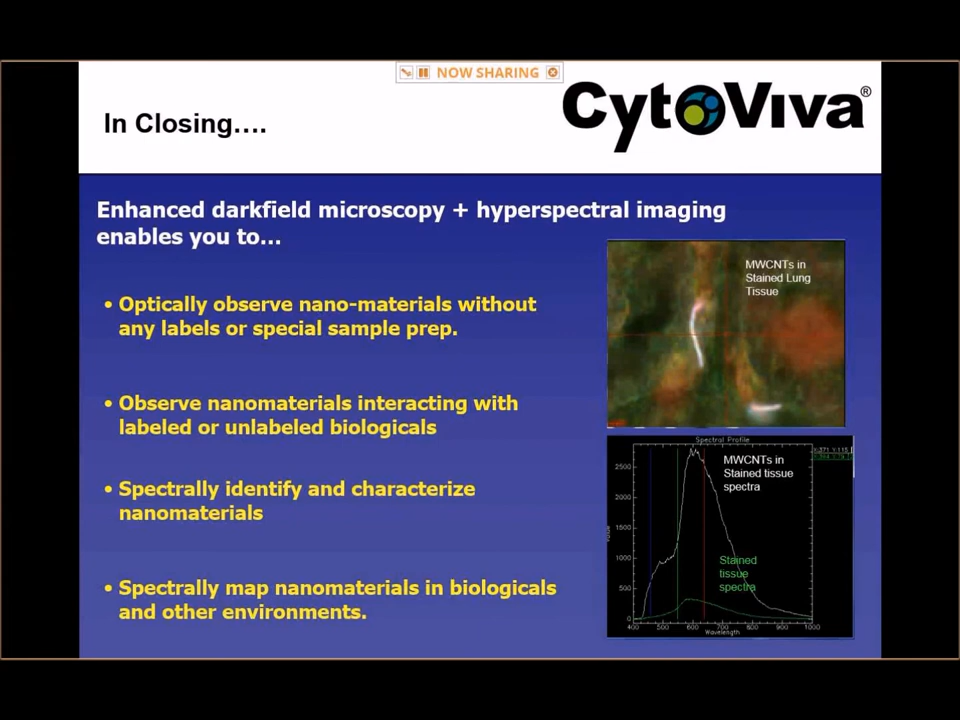 NOW SHARING
In Closing....
CytoViva®
Enhanced darkfield microscopy + hyperspectral imaging
enables you to...
• Optically observe nano-materials without
any labels or special sample prep.
• Observe nanomaterials interacting with
labeled or unlabeled biologicals
• Spectrally identify and characterize
nanomaterials
• Spectrally map nanomaterials in biologicals
and other environments.
MWCNTs in
Stained Lung
Tissue
Spectral Profile
MWCNTs in
Stained tissue
spectra
Stained
tissue
spectra
2500
2000
1500
1000
500
0
400 500 600 700 800 900 1000
Wavelength